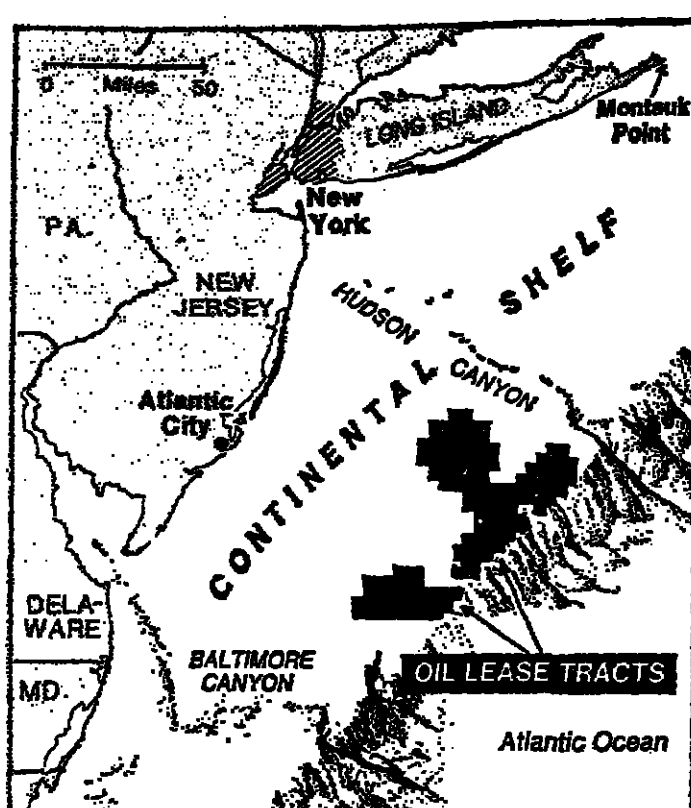 0 Miles 50
LONG ISLAND
Montauk
Point
New
York
PA.
NEW
JERSEY
HUDSON
CANYON
CONTINENTAL SHELF
Atlantic
City
DELA-
WARE
MD.
BALTIMORE
CANYON
OIL LEASE TRACTS
Atlantic Ocean